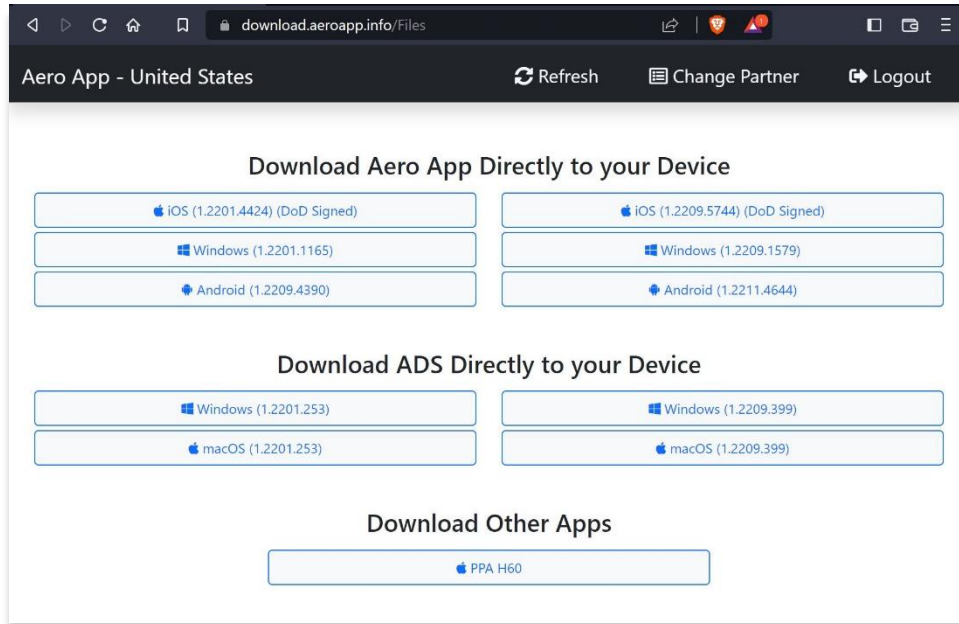 download.aeroapp.info/Files
1
Aero App - United States
Refresh
Change Partner
Logout
Download Aero App Directly to your Device
iOS (1.2201.4424) (DoD Signed)
iOS (1.2209.5744) (DoD Signed)
Windows (1.2201.1165)
Windows (1.2209.1579)
Android (1.2209.4390)
Android (1.2211.4644)
Download ADS Directly to your Device
Windows (1.2201.253)
Windows (1.2209.399)
macOS (1.2201.253)
macOS (1.2209.399)
Download Other Apps
PPA H60